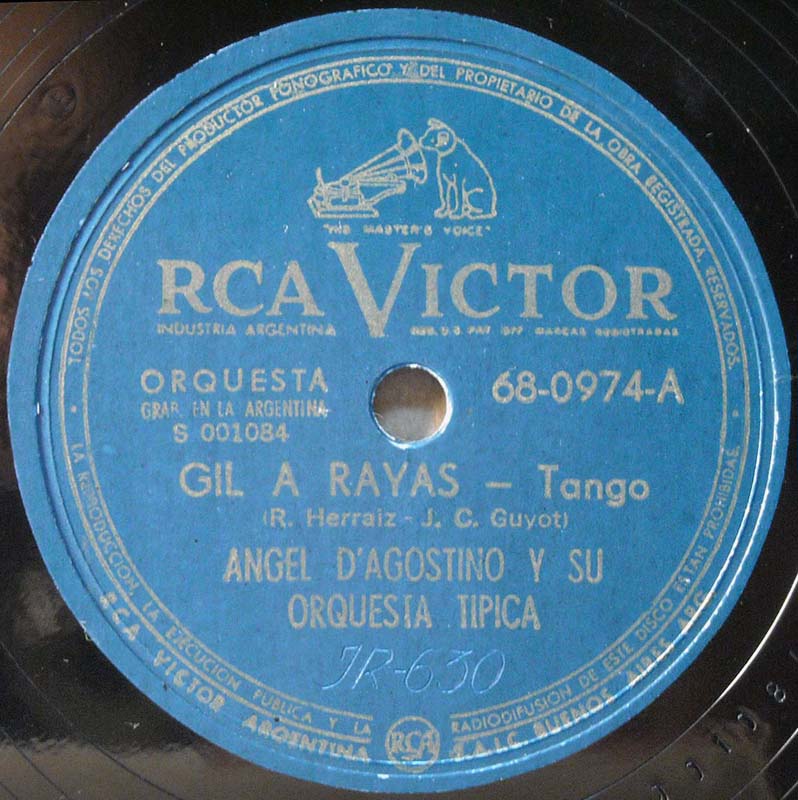 TODOS LOS DERECHOS DEL PRODUCTOR FONOGRAFICO Y DEL PROPIETARIO DE LA OBRA REGISTRADA RESERVADOS.
"HIS MASTER'S VOICE"
RCA VICTOR
INDUSTRIA ARGENTINA REG. U.S. PAT. OFF. MARCAS REGISTRADAS
ORQUESTA 68-0974-A
GRAB. EN LA ARGENTINA
S 001084
GIL A RAYAS – Tango
(R. Herraiz - J. C. Guyot)
ANGEL D'AGOSTINO Y SU
ORQUESTA TIPICA
JR-630
LA REPRODUCCION, LA EJECUCION PUBLICA Y LA RADIODIFUSION DE ESTE DISCO ESTAN PROHIBIDAS
RCA VICTOR ARGENTINA RCA S.A.I.C. BUENOS AIRES ARG.